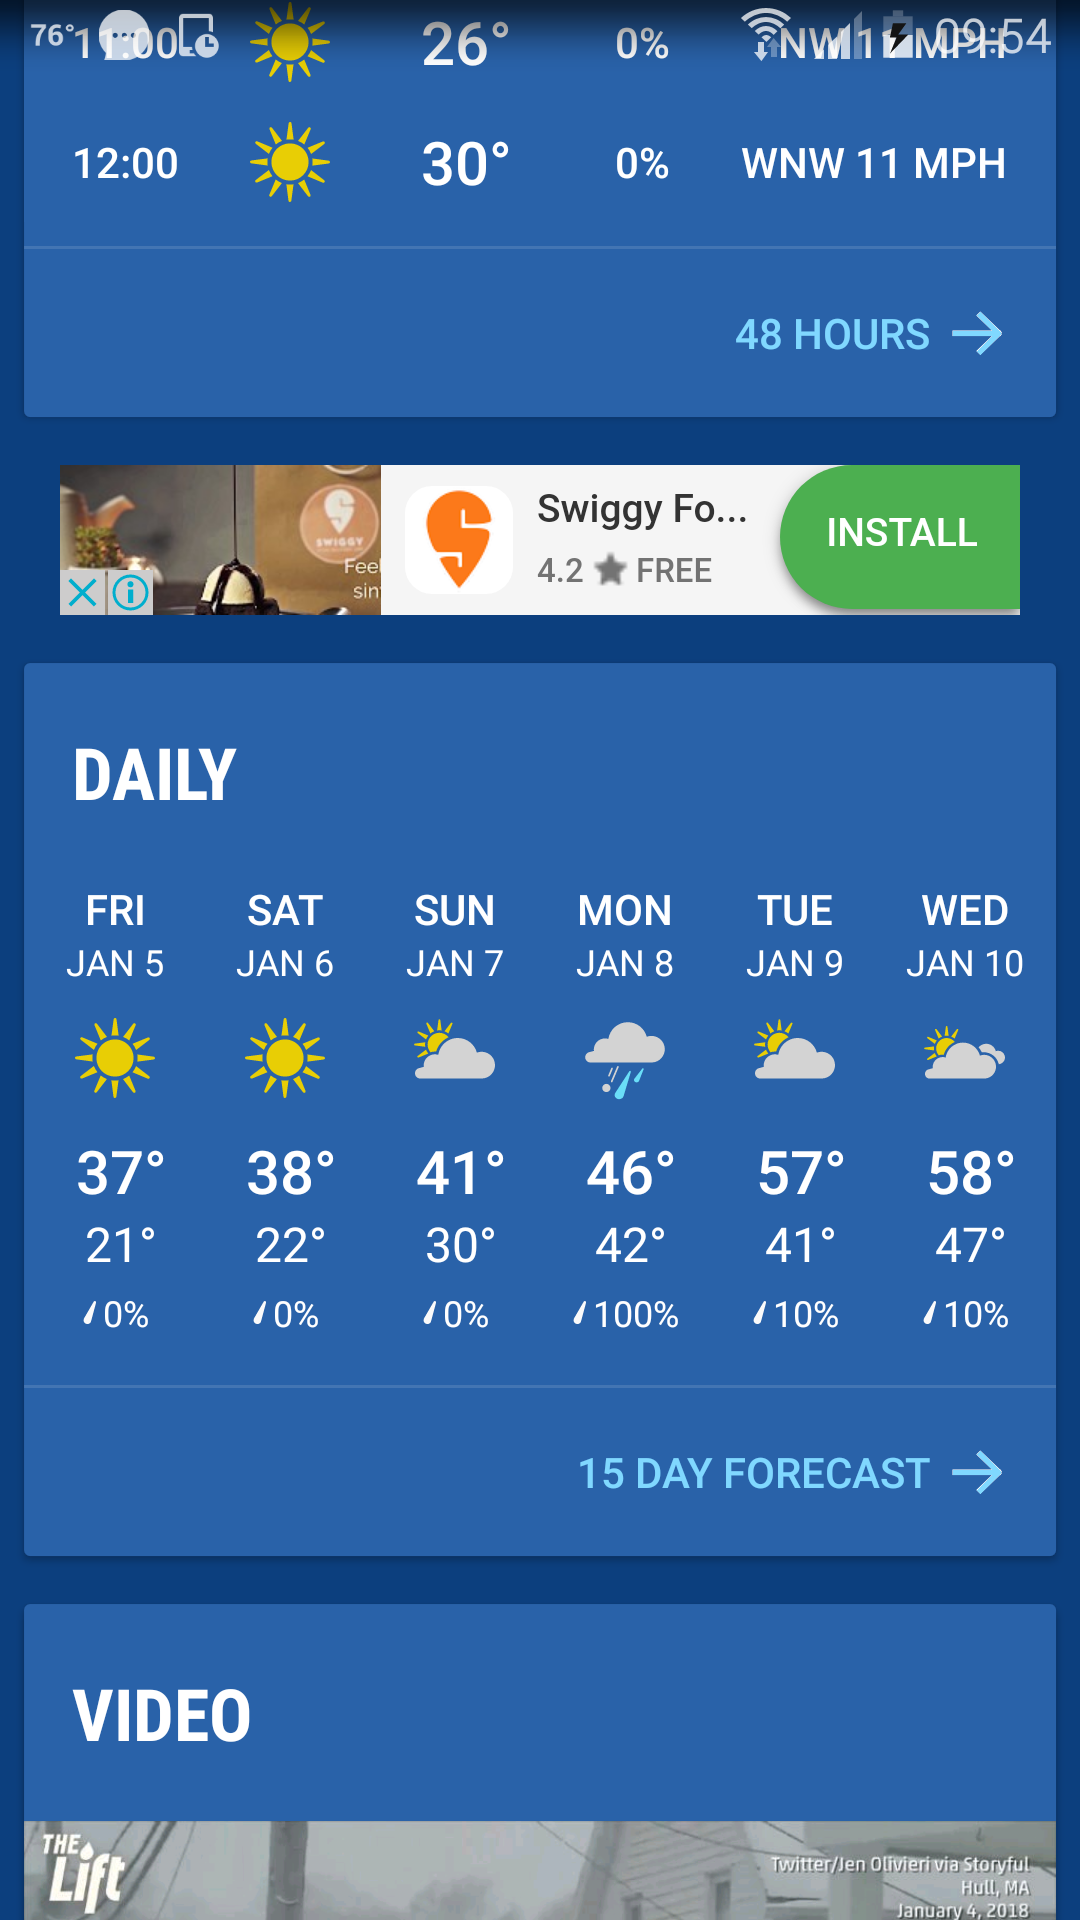 76° 09:54
11:00 26° 0% NW 11 MPH
12:00 30° 0% WNW 11 MPH
48 HOURS
SWIGGY
Feel
sin
Swiggy Fo...
4.2 FREE
INSTALL
DAILY
FRI SAT SUN MON TUE WED
JAN 5 JAN 6 JAN 7 JAN 8 JAN 9 JAN 10
37° 38° 41° 46° 57° 58°
21° 22° 30° 42° 41° 47°
0% 0% 0% 100% 10% 10%
15 DAY FORECAST
VIDEO
THE
Lift
Twitter/Jen Olivieri via Storyful
Hull, MA
January 4, 2018